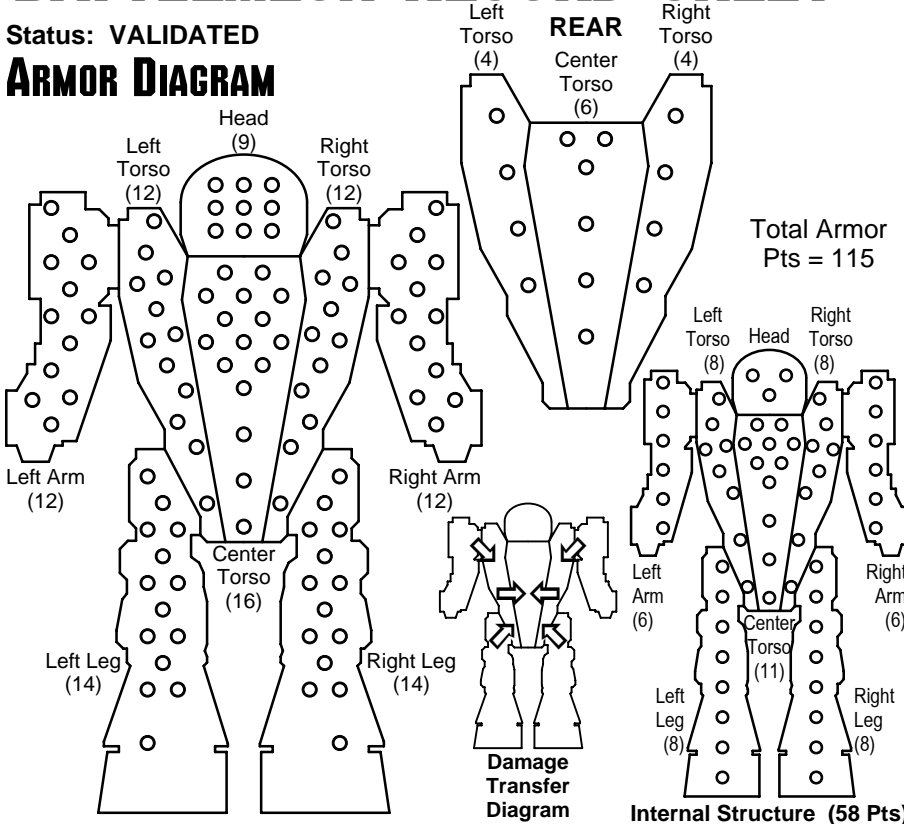 Status: VALIDATED
ARMOR DIAGRAM
Head
(9)
Left
Torso
(12)
Right
Torso
(12)
Left Arm
(12)
Right Arm
(12)
Center
Torso
(16)
Left Leg
(14)
Right Leg
(14)
Left
Torso
(4)
REAR
Center
Torso
(6)
Right
Torso
(4)
Total Armor
Pts = 115
Left
Torso
(8)
Head
Right
Torso
(8)
Left
Arm
(6)
Right
Arm
(6)
Center
Torso
(11)
Left
Leg
(8)
Right
Leg
(8)
Damage
Transfer
Diagram
Internal Structure (58 Pts)